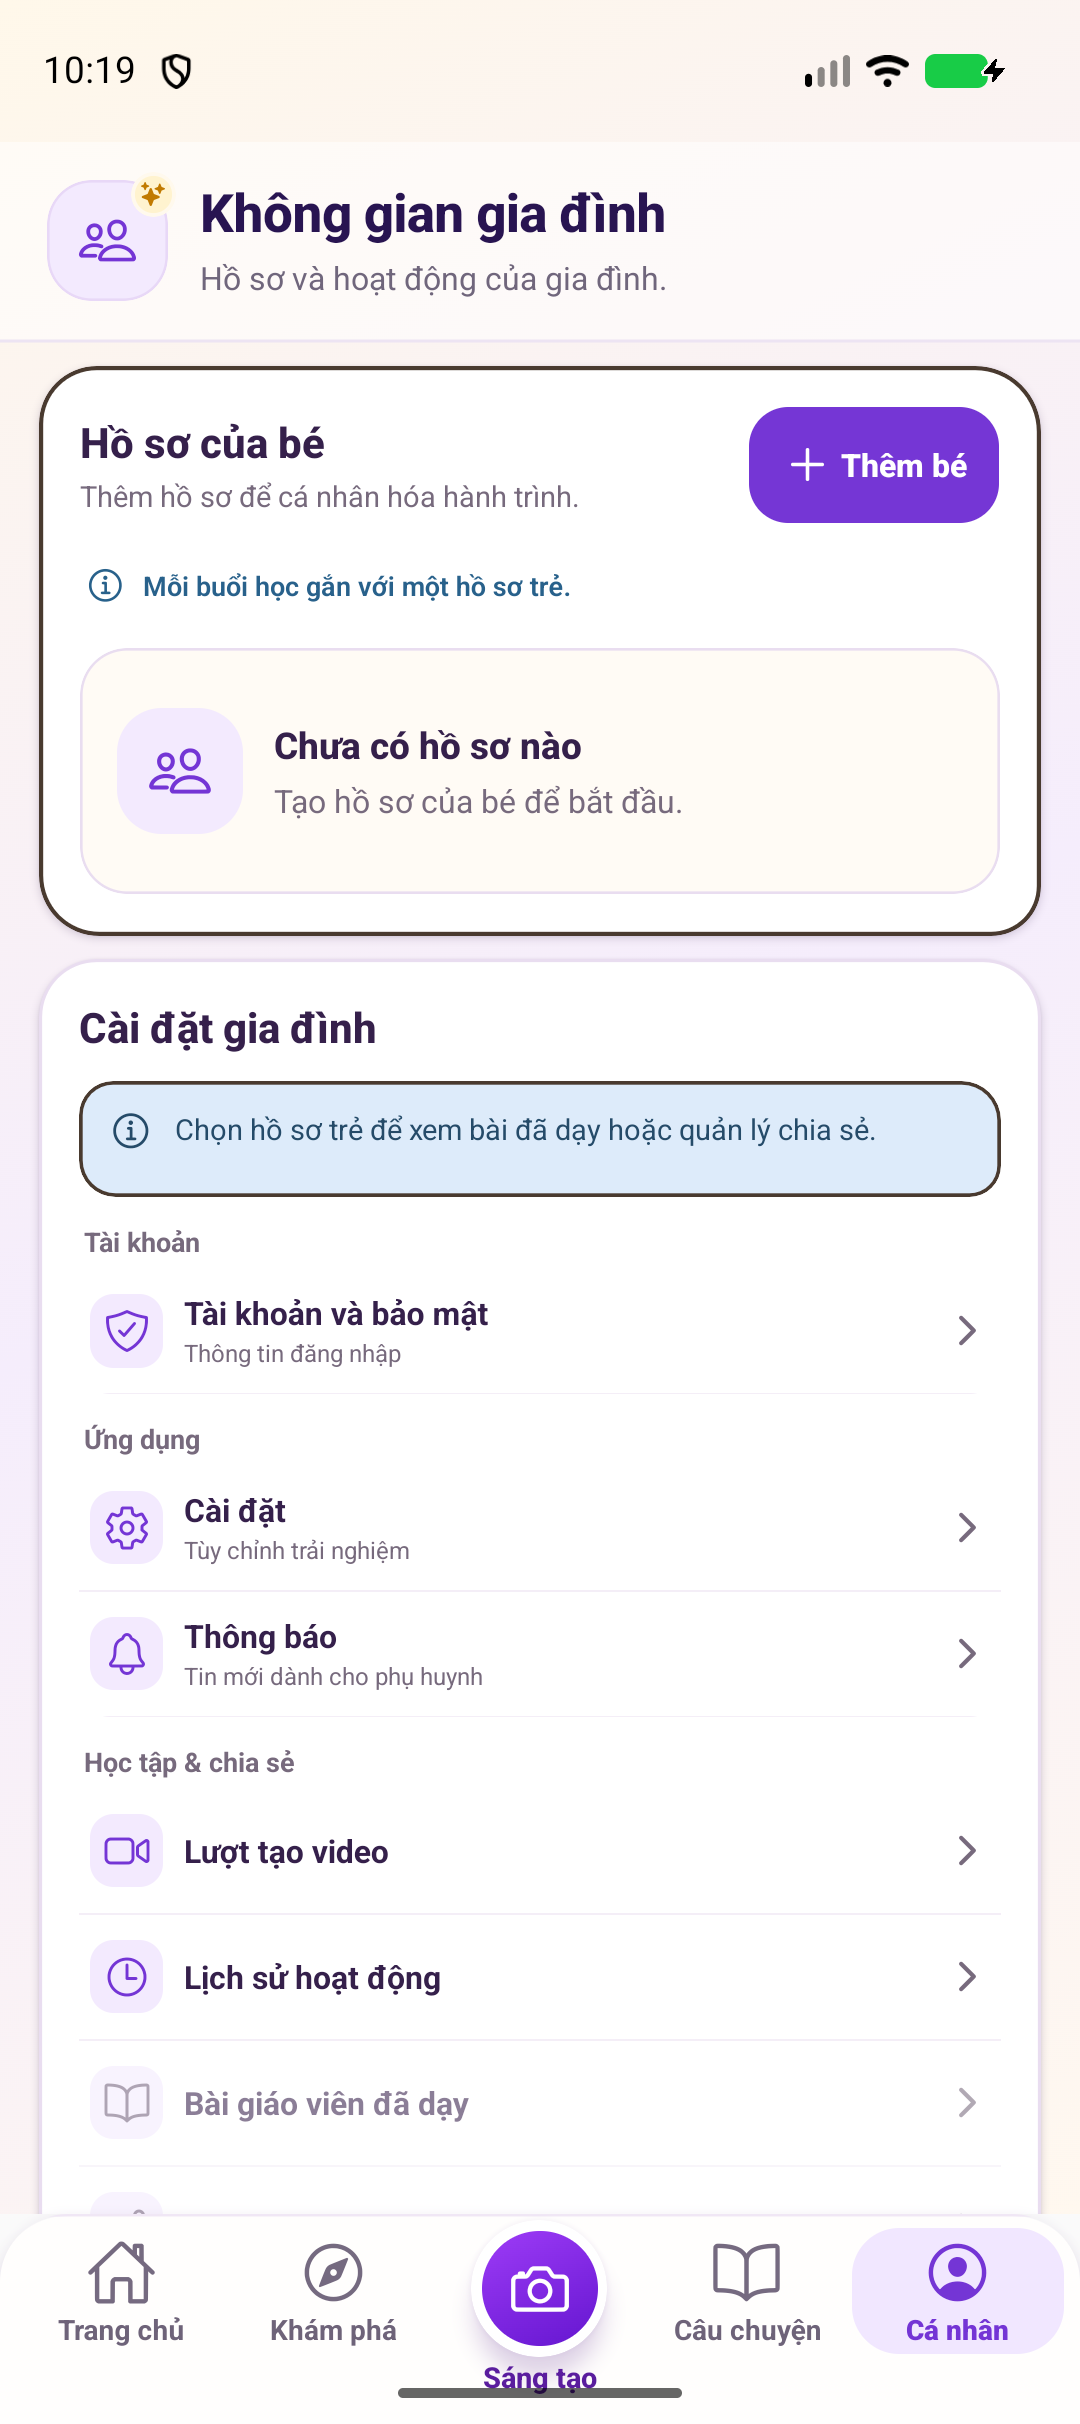 10:19
Không gian gia đình
Hồ sơ và hoạt động của gia đình.
Hồ sơ của bé
Thêm hồ sơ để cá nhân hóa hành trình.
Thêm bé
Mỗi buổi học gắn với một hồ sơ trẻ.
Chưa có hồ sơ nào
Tạo hồ sơ của bé để bắt đầu.
Cài đặt gia đình
Chọn hồ sơ trẻ để xem bài đã dạy hoặc quản lý chia sẻ.
Tài khoản
Tài khoản và bảo mật
Thông tin đăng nhập
Ứng dụng
Cài đặt
Tùy chỉnh trải nghiệm
Thông báo
Tin mới dành cho phụ huynh
Học tập & chia sẻ
Lượt tạo video
Lịch sử hoạt động
Bài giáo viên đã dạy
Trang chủ
Khám phá
Sáng tạo
Câu chuyện
Cá nhân